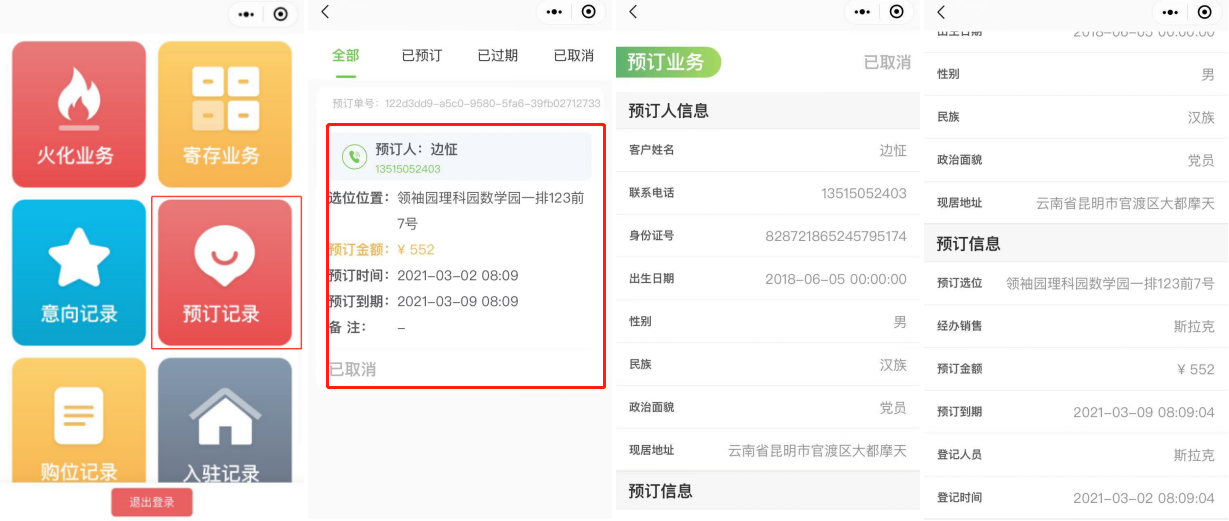 火化业务
寄存业务
意向记录
预订记录
购位记录
入驻记录
退出登录
全部
已预订
已过期
已取消
预订单号：122d3dd9-a5c0-9580-5fa6-39fb02712733
预订人：边怔
13515052403
选位位置：领袖园理科园数学园一排123前
7号
预订金额：¥ 552
预订时间：2021-03-02 08:09
预订到期：2021-03-09 08:09
备 注： -
已取消
预订业务
已取消
预订人信息
客户姓名 边怔
联系电话 13515052403
身份证号 828721865245795174
出生日期 2018-06-05 00:00:00
性别 男
民族 汉族
政治面貌 党员
现居地址 云南省昆明市官渡区大都摩天
预订信息
出生日期 2018-06-05 00:00:00
性别 男
民族 汉族
政治面貌 党员
现居地址 云南省昆明市官渡区大都摩天
预订信息
预订选位 领袖园理科园数学园一排123前7号
经办销售 斯拉克
预订金额 ¥ 552
预订到期 2021-03-09 08:09:04
登记人员 斯拉克
登记时间 2021-03-02 08:09:04